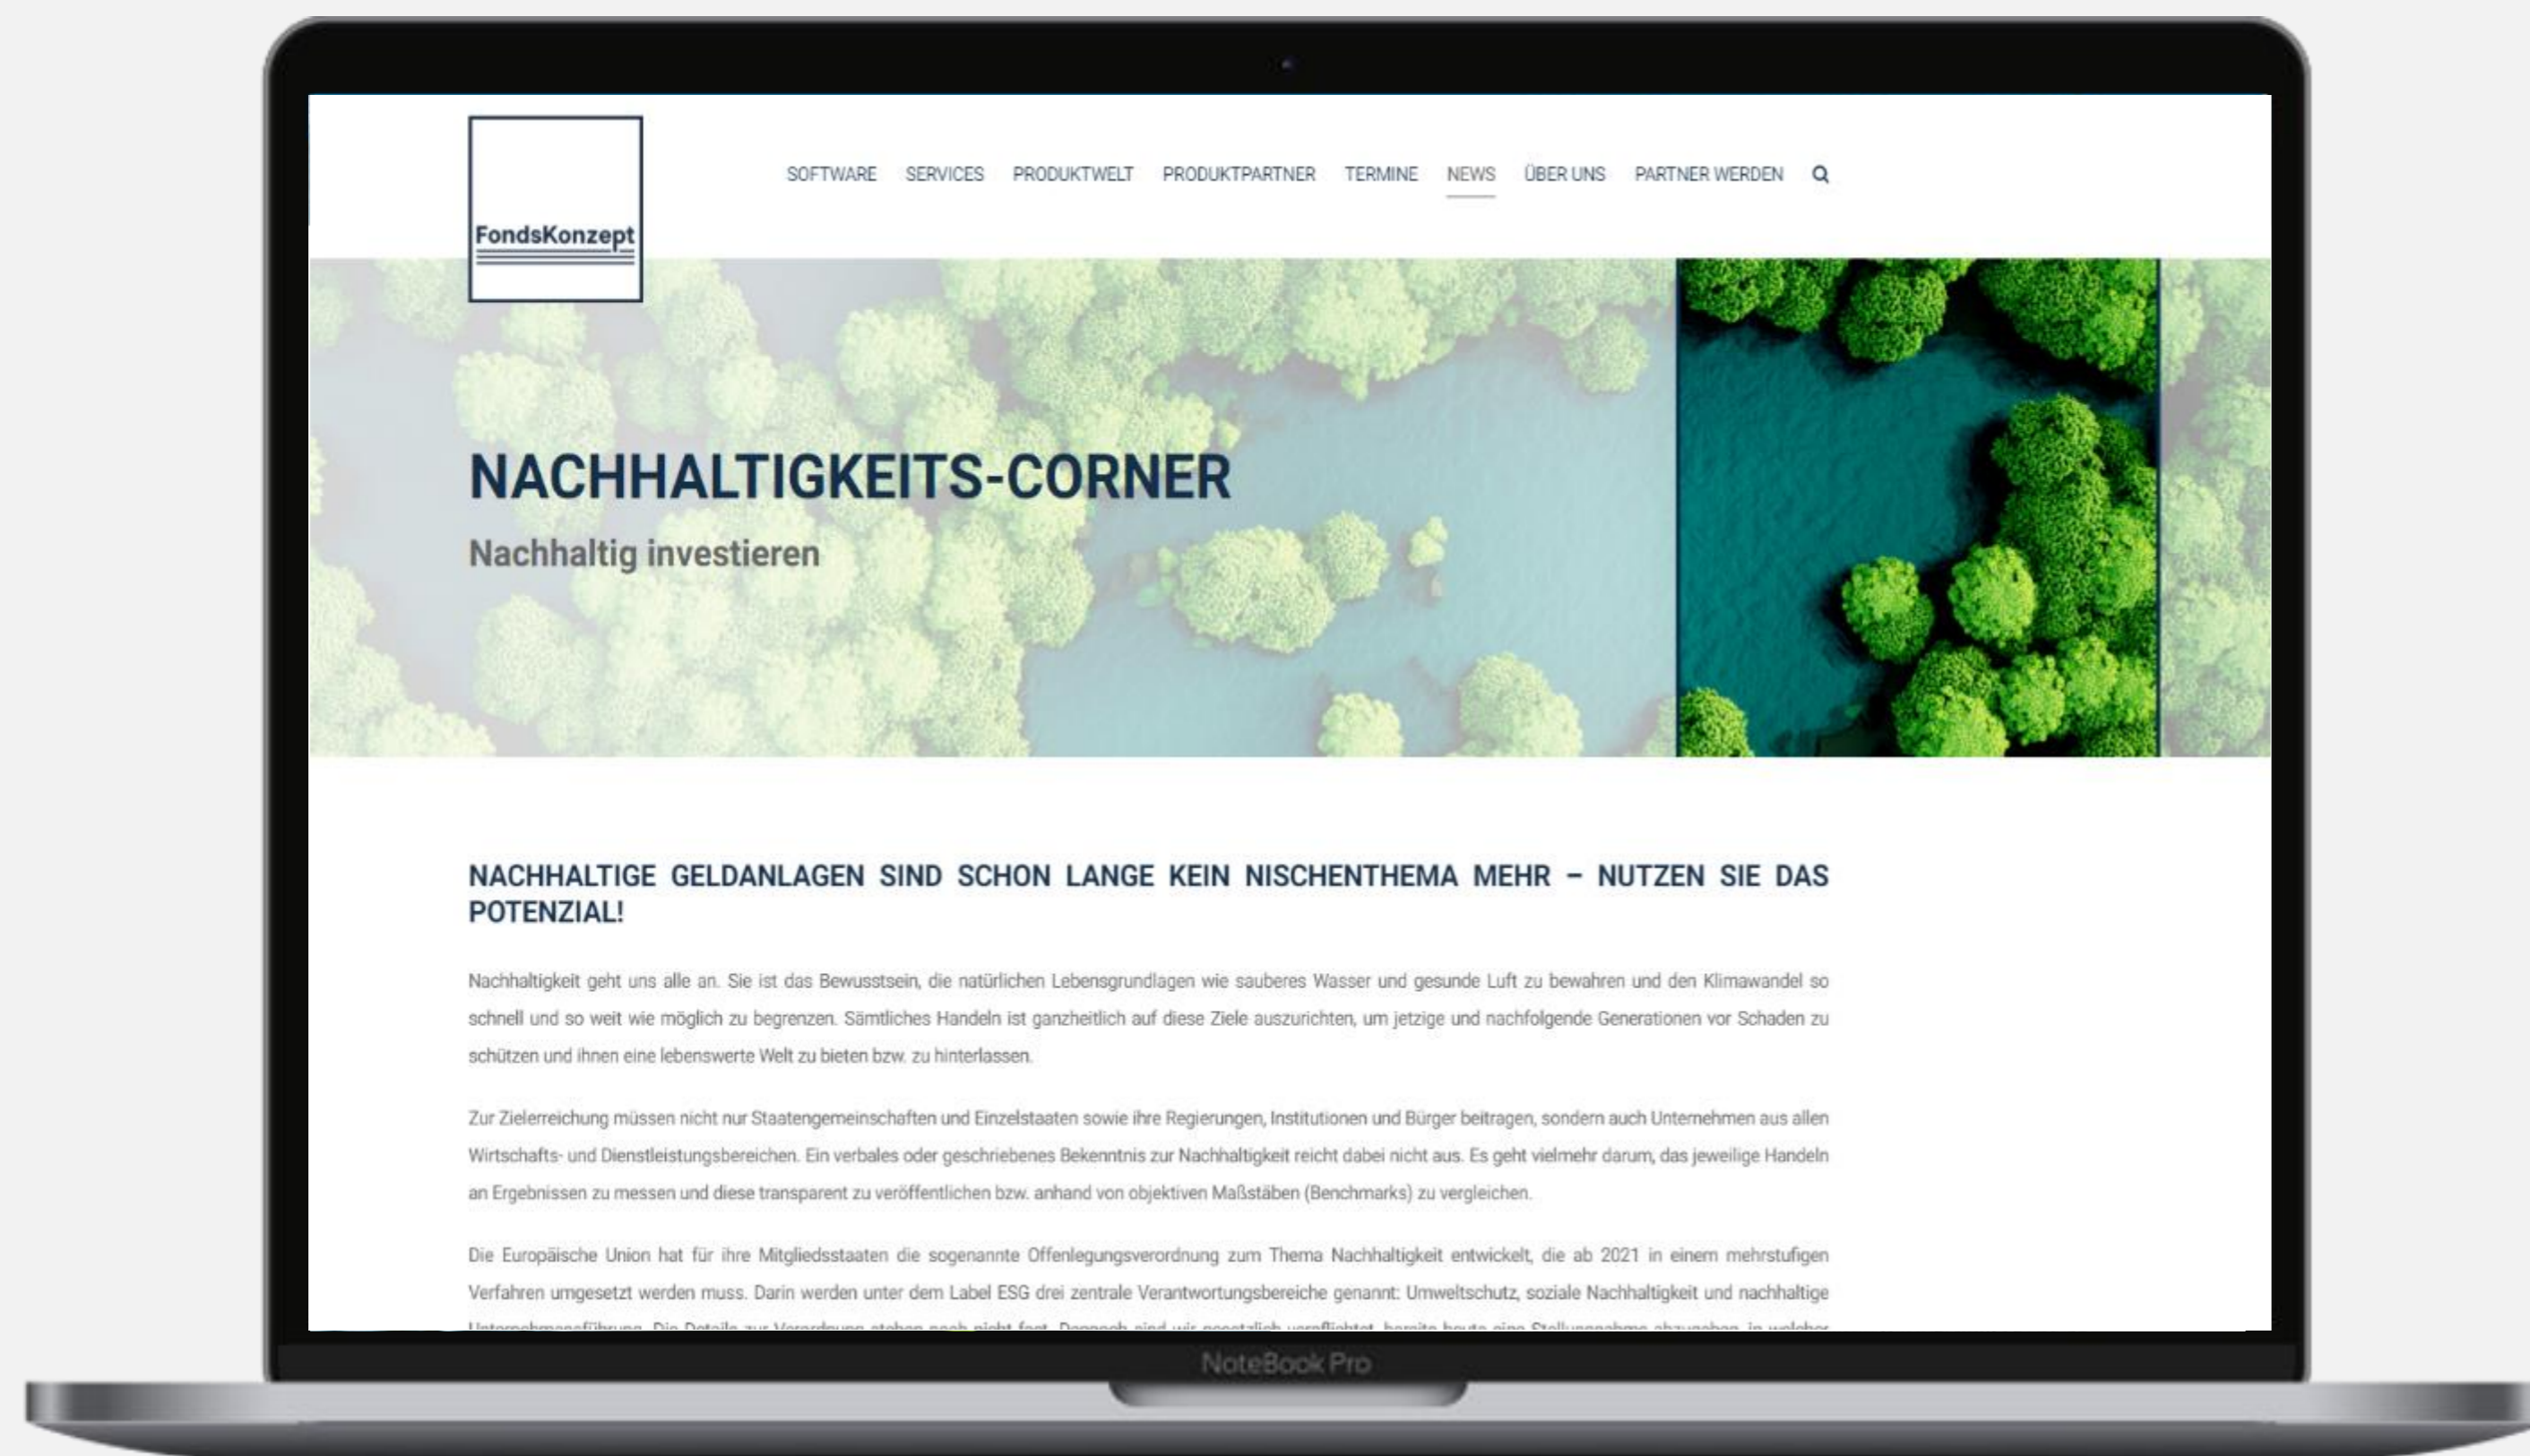 SOFTWARE SERVICES PRODUKTWELT PRODUKTPARTNER TERMINE NEWS ÜBER UNS PARTNER WERDEN
FondsKonzept
NACHHALTIGKEITS-CORNER
Nachhaltig investieren
NACHHALTIGE GELDANLAGEN SIND SCHON LANGE KEIN NISCHENTHEMA MEHR – NUTZEN SIE DAS
POTENZIAL!
Nachhaltigkeit geht uns alle an. Sie ist das Bewusstsein, die natürlichen Lebensgrundlagen wie sauberes Wasser und gesunde Luft zu bewahren und den Klimawandel so
schnell und so weit wie möglich zu begrenzen. Sämtliches Handeln ist ganzheitlich auf diese Ziele auszurichten, um jetzige und nachfolgende Generationen vor Schaden zu
schützen und ihnen eine lebenswerte Welt zu bieten bzw. zu hinterlassen.
Zur Zielerreichung müssen nicht nur Staatengemeinschaften und Einzelstaaten sowie ihre Regierungen, Institutionen und Bürger beitragen, sondern auch Unternehmen aus allen
Wirtschafts- und Dienstleistungsbereichen. Ein verbales oder geschriebenes Bekenntnis zur Nachhaltigkeit reicht dabei nicht aus. Es geht vielmehr darum, das jeweilige Handeln
an Ergebnissen zu messen und diese transparent zu veröffentlichen bzw. anhand von objektiven Maßstäben (Benchmarks) zu vergleichen.
Die Europäische Union hat für ihre Mitgliedsstaaten die sogenannte Offenlegungsverordnung zum Thema Nachhaltigkeit entwickelt, die ab 2021 in einem mehrstufigen
Verfahren umgesetzt werden muss. Darin werden unter dem Label ESG drei zentrale Verantwortungsbereiche genannt: Umweltschutz, soziale Nachhaltigkeit und nachhaltige
NoteBook Pro